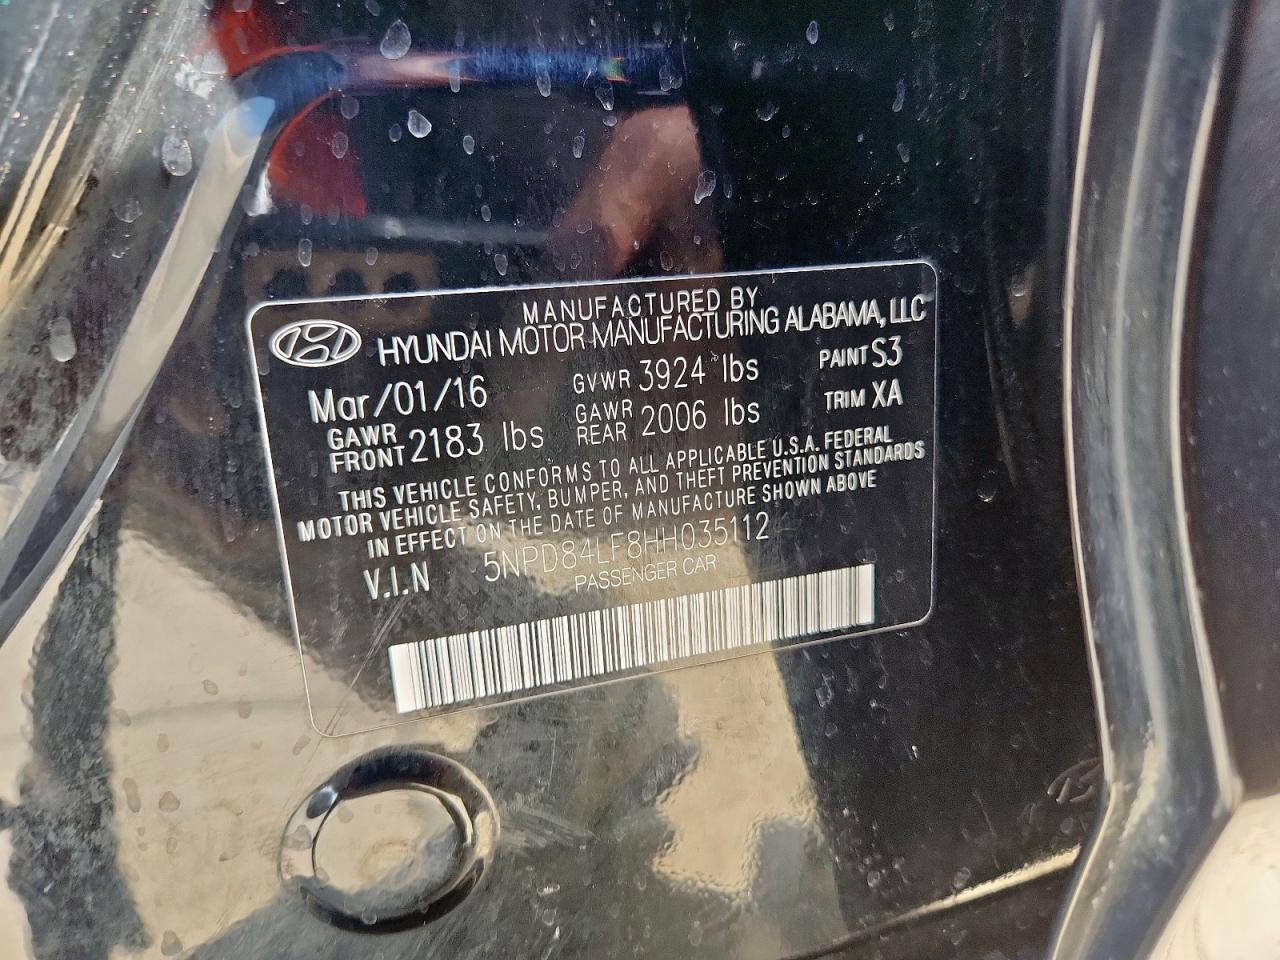 MANUFACTURED BY
HYUNDAI MOTOR MANUFACTURING ALABAMA, LLC
Mar/01/16 GVWR 3924 lbs PAINT S3
GAWR FRONT 2183 lbs GAWR REAR 2006 lbs TRIM XA
THIS VEHICLE CONFORMS TO ALL APPLICABLE U.S.A. FEDERAL
MOTOR VEHICLE SAFETY, BUMPER, AND THEFT PREVENTION STANDARDS
IN EFFECT ON THE DATE OF MANUFACTURE SHOWN ABOVE
V.I.N 5NPD84LF8HH035112
PASSENGER CAR